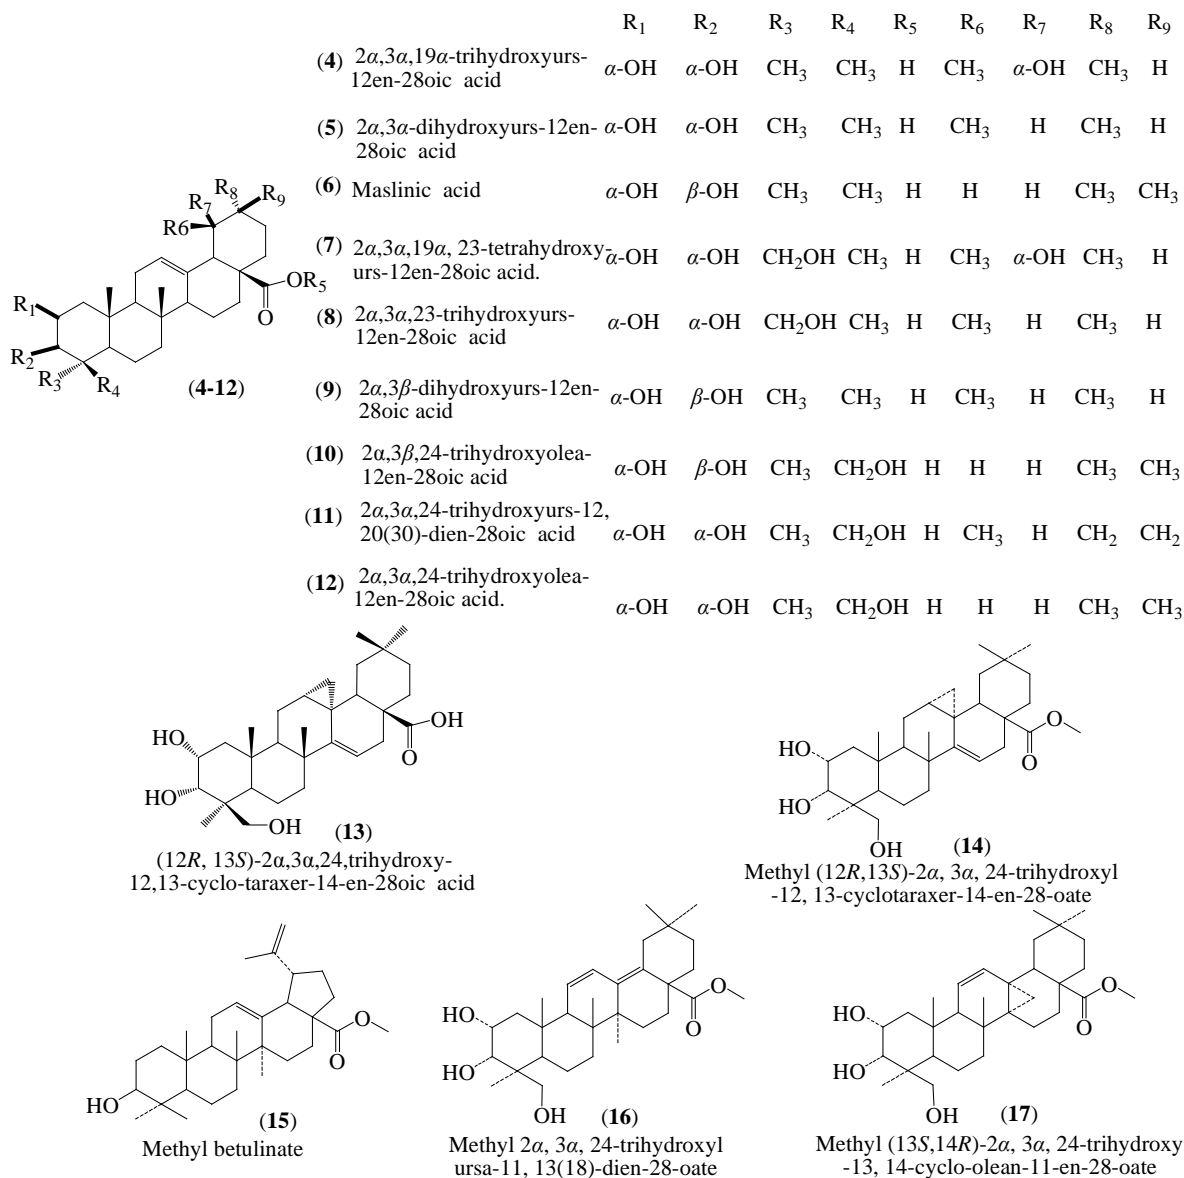 R1 R2 R3 R4 R5 R6 R7 R8 R9
(4) 2α,3α,19α-trihydroxyurs-
12en-28oic acid
α-OH α-OH CH3 CH3 H CH3 α-OH CH3 H
(5) 2α,3α-dihydroxyurs-12en-
28oic acid
α-OH α-OH CH3 CH3 H CH3 H CH3 H
(6) Maslinic acid α-OH β-OH CH3 CH3 H H H CH3 CH3
(7) 2α,3α,19α, 23-tetrahydroxy-
urs-12en-28oic acid.
α-OH α-OH CH2OH CH3 H CH3 α-OH CH3 H
(8) 2α,3α,23-trihydroxyurs-
12en-28oic acid
α-OH α-OH CH2OH CH3 H CH3 H CH3 H
(9) 2α,3β-dihydroxyurs-12en-
28oic acid
α-OH β-OH CH3 CH3 H CH3 H CH3 H
(10) 2α,3β,24-trihydroxyolea-
12en-28oic acid
α-OH β-OH CH3 CH2OH H H H CH3 CH3
(11) 2α,3α,24-trihydroxyurs-12,
20(30)-dien-28oic acid
α-OH α-OH CH3 CH2OH H CH3 H CH2 CH2
(12) 2α,3α,24-trihydroxyolea-
12en-28oic acid.
α-OH α-OH CH3 CH2OH H H H CH3 CH3
R8
R7 R9
R6
OR5
O
R1
R2
R3 R4
(4-12)
OH
O
HO
HO
OH
(13)
(12R, 13S)-2α,3α,24,trihydroxy-
12,13-cyclo-taraxer-14-en-28oic acid
O
O
HO
HO
OH
(14)
Methyl (12R,13S)-2α, 3α, 24-trihydroxyl
-12, 13-cyclotaraxer-14-en-28-oate
O
O
HO
(15)
Methyl betulinate
O
O
HO
HO
OH
(16)
Methyl 2α, 3α, 24-trihydroxyl
ursa-11, 13(18)-dien-28-oate
O
O
HO
HO
OH
(17)
Methyl (13S,14R)-2α, 3α, 24-trihydroxy
-13, 14-cyclo-olean-11-en-28-oate